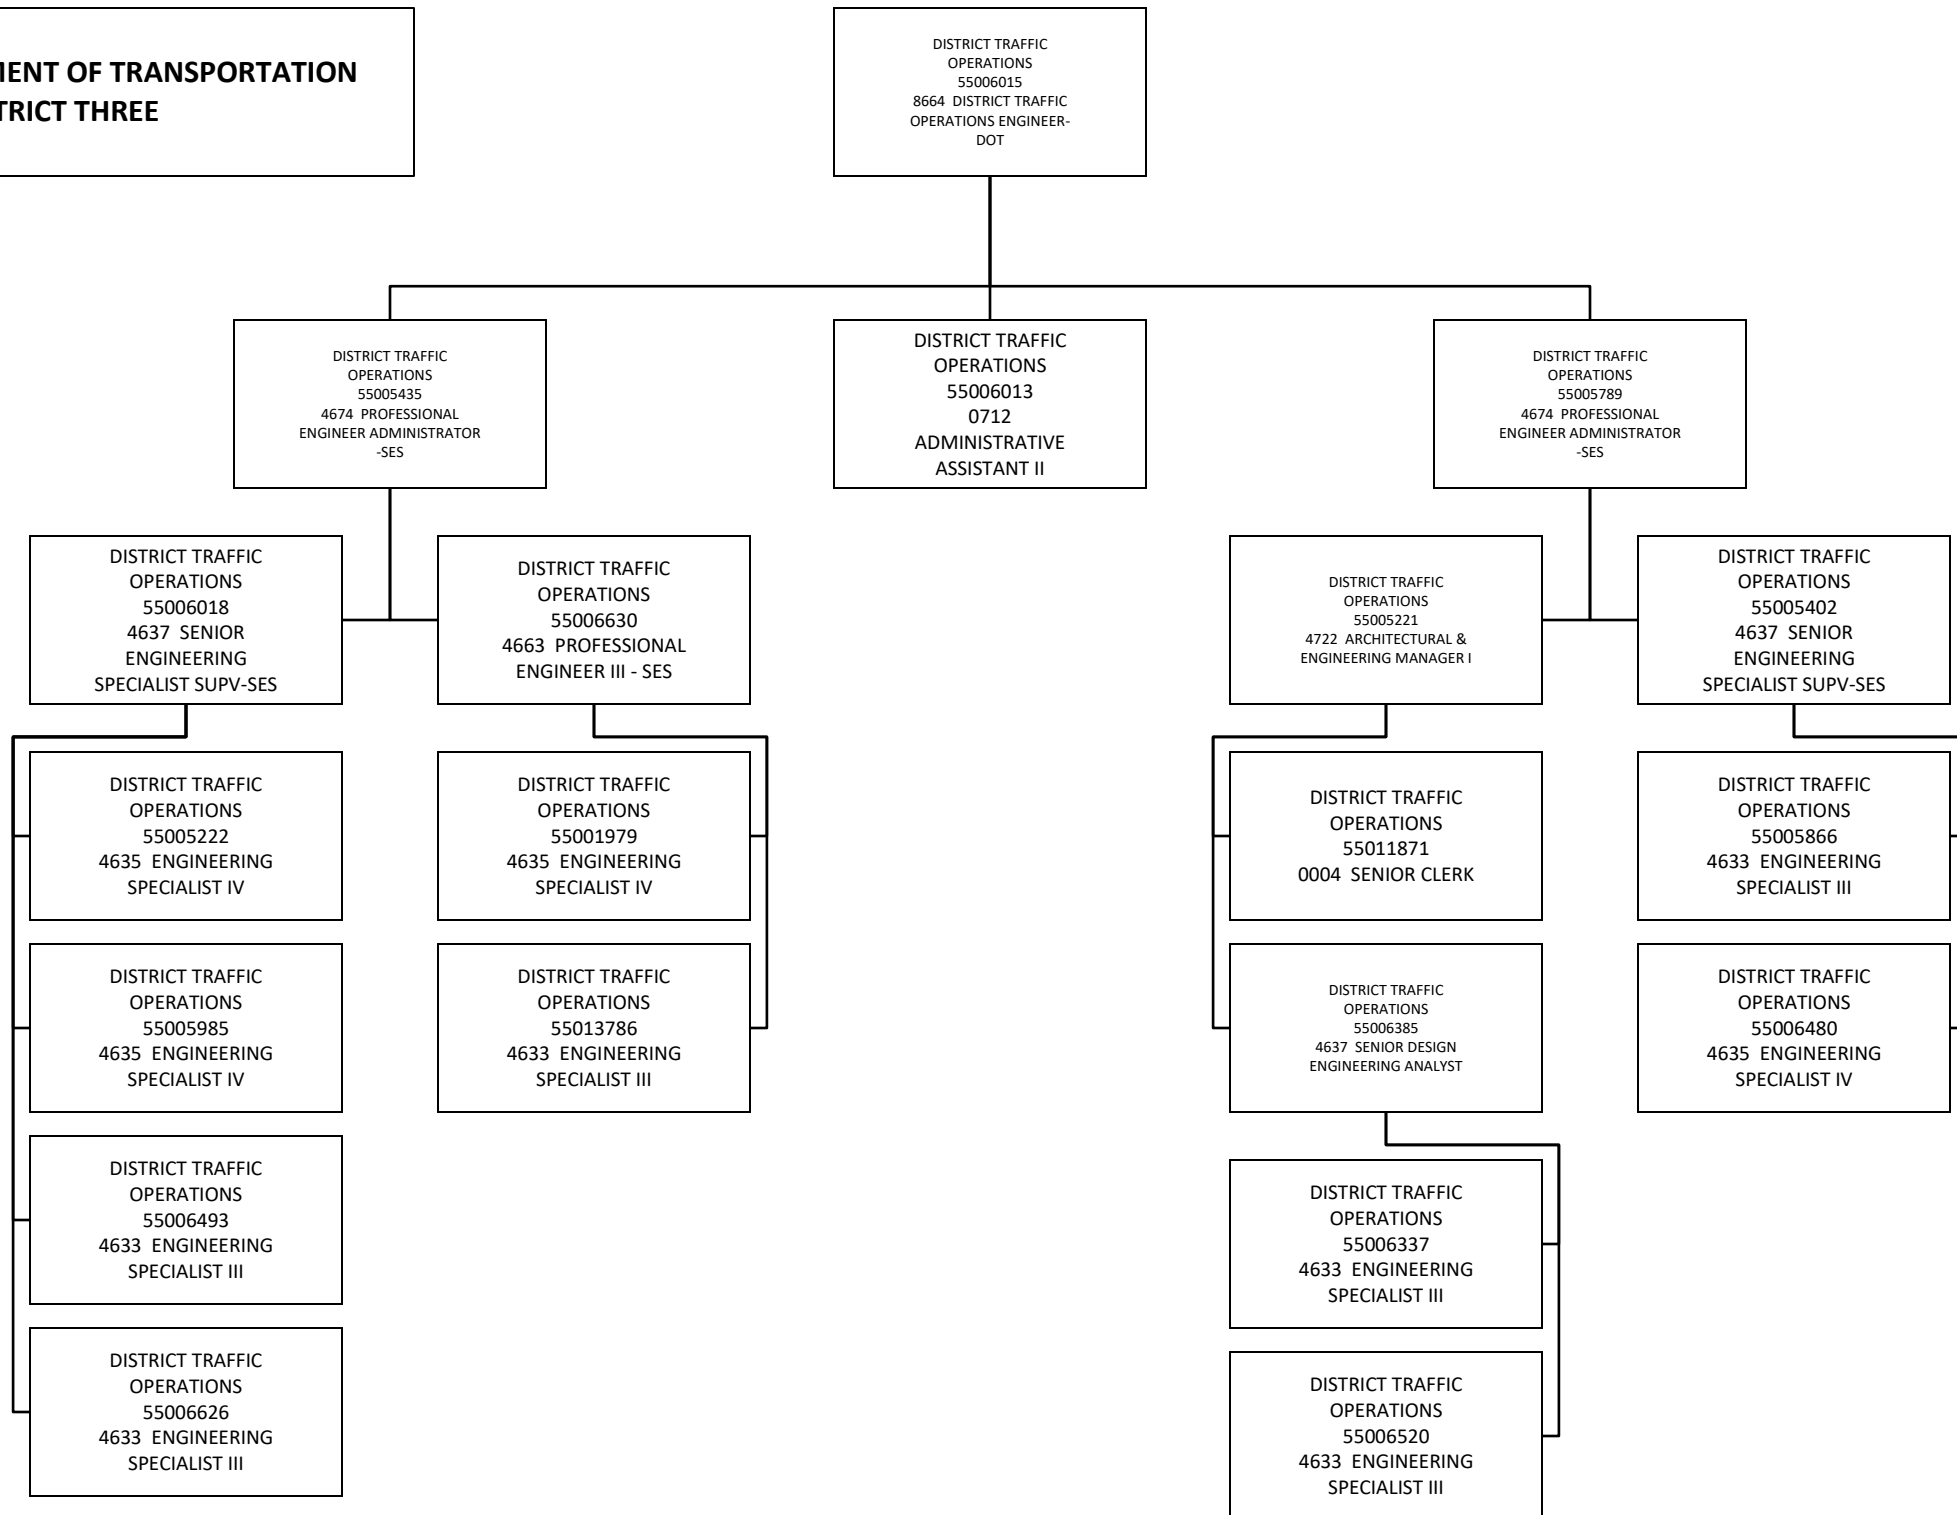 MENT OF TRANSPORTATION
TRICT THREE
DISTRICT TRAFFIC
OPERATIONS
55006015
8664 DISTRICT TRAFFIC
OPERATIONS ENGINEER-
DOT
DISTRICT TRAFFIC
OPERATIONS
55005435
4674 PROFESSIONAL
ENGINEER ADMINISTRATOR
-SES
DISTRICT TRAFFIC
OPERATIONS
55006013
0712
ADMINISTRATIVE
ASSISTANT II
DISTRICT TRAFFIC
OPERATIONS
55005789
4674 PROFESSIONAL
ENGINEER ADMINISTRATOR
-SES
DISTRICT TRAFFIC
OPERATIONS
55006018
4637 SENIOR
ENGINEERING
SPECIALIST SUPV-SES
DISTRICT TRAFFIC
OPERATIONS
55006630
4663 PROFESSIONAL
ENGINEER III - SES
DISTRICT TRAFFIC
OPERATIONS
55005221
4722 ARCHITECTURAL &
ENGINEERING MANAGER I
DISTRICT TRAFFIC
OPERATIONS
55005402
4637 SENIOR
ENGINEERING
SPECIALIST SUPV-SES
DISTRICT TRAFFIC
OPERATIONS
55005222
4635 ENGINEERING
SPECIALIST IV
DISTRICT TRAFFIC
OPERATIONS
55001979
4635 ENGINEERING
SPECIALIST IV
DISTRICT TRAFFIC
OPERATIONS
55011871
0004 SENIOR CLERK
DISTRICT TRAFFIC
OPERATIONS
55005866
4633 ENGINEERING
SPECIALIST III
DISTRICT TRAFFIC
OPERATIONS
55005985
4635 ENGINEERING
SPECIALIST IV
DISTRICT TRAFFIC
OPERATIONS
55013786
4633 ENGINEERING
SPECIALIST III
DISTRICT TRAFFIC
OPERATIONS
55006385
4637 SENIOR DESIGN
ENGINEERING ANALYST
DISTRICT TRAFFIC
OPERATIONS
55006480
4635 ENGINEERING
SPECIALIST IV
DISTRICT TRAFFIC
OPERATIONS
55006493
4633 ENGINEERING
SPECIALIST III
DISTRICT TRAFFIC
OPERATIONS
55006337
4633 ENGINEERING
SPECIALIST III
DISTRICT TRAFFIC
OPERATIONS
55006626
4633 ENGINEERING
SPECIALIST III
DISTRICT TRAFFIC
OPERATIONS
55006520
4633 ENGINEERING
SPECIALIST III